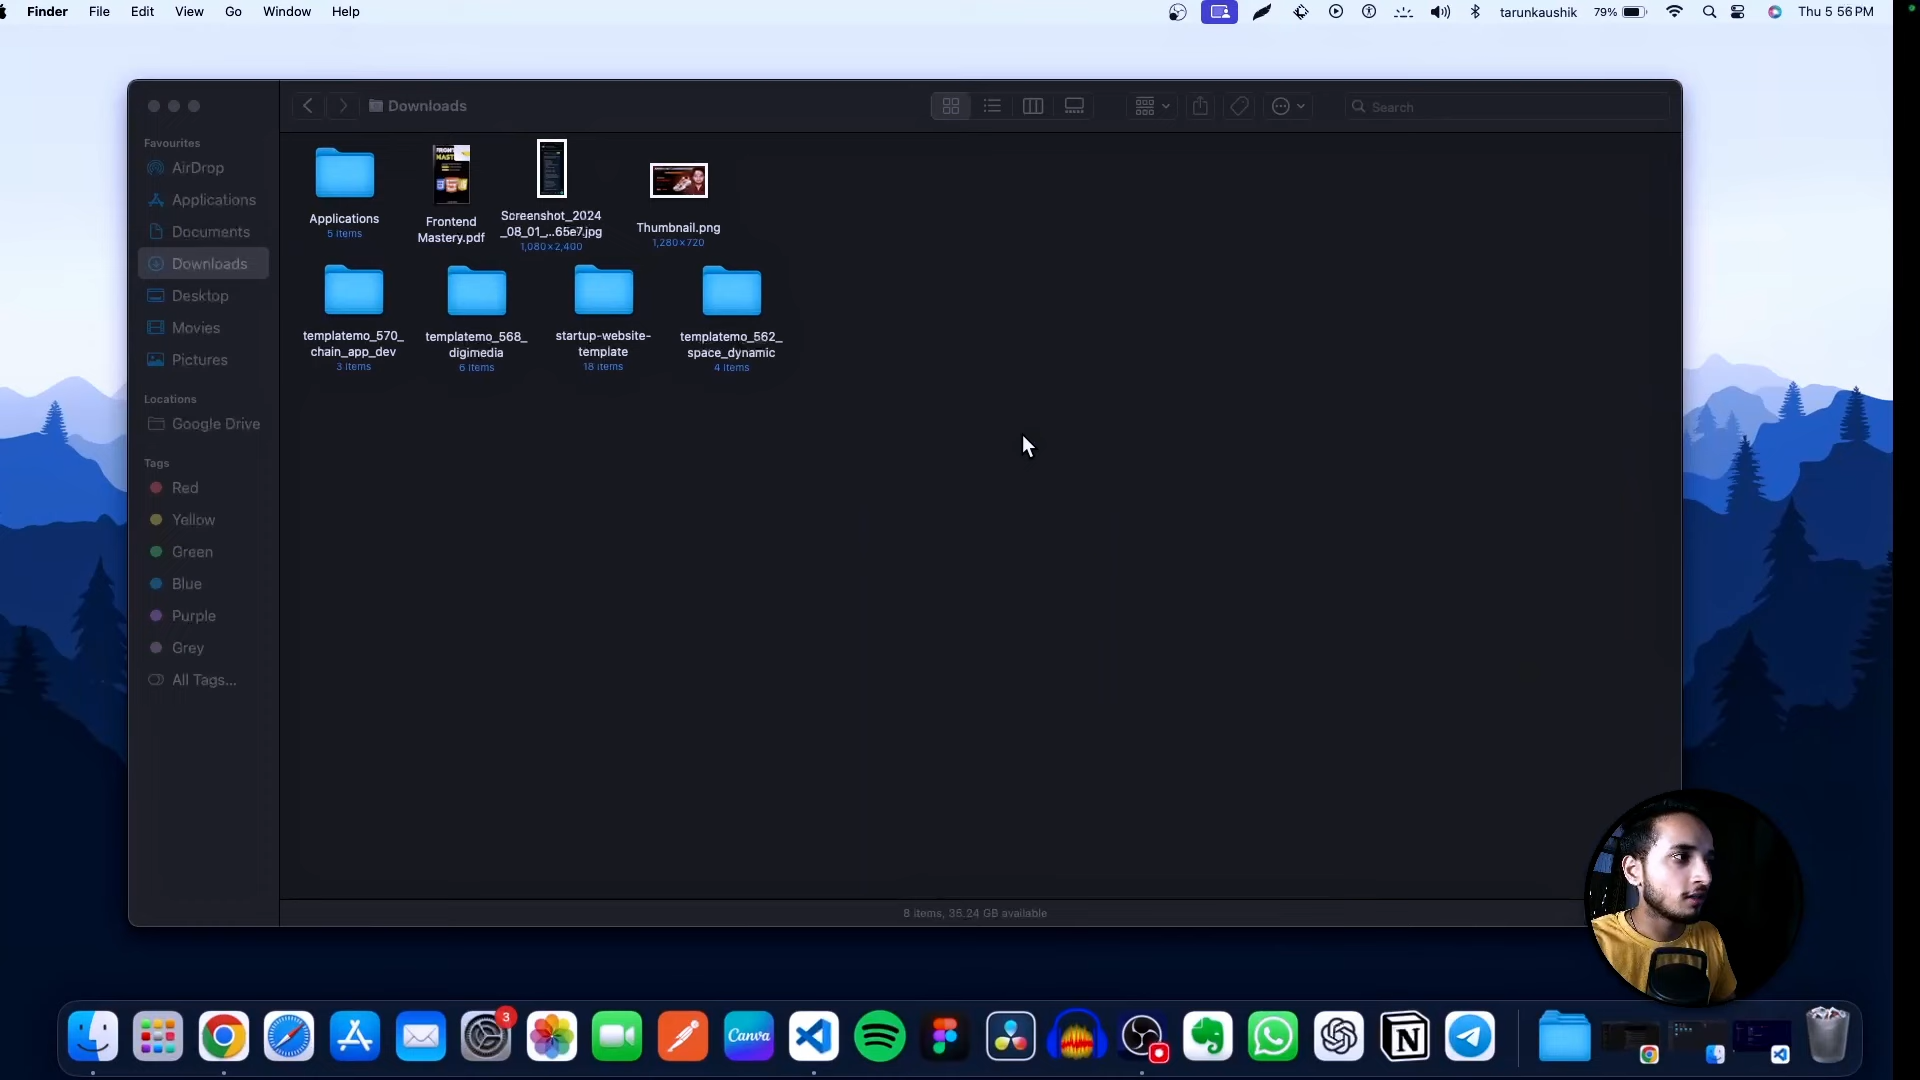 Finder File Edit View Go Window Help
tarunkaushik 79% Thu 5 56 PM
Downloads
Search
Favourites
AirDrop
Applications
Documents
Downloads
Desktop
Movies
Pictures
Locations
Google Drive
Tags
Red
Yellow
Green
Blue
Purple
Grey
All Tags...
Applications
5 items
Frontend
Mastery.pdf
Screenshot_2024
_08_01_...65e7.jpg
1,080×2,400
Thumbnail.png
1,280×720
templatemo_570_
chain_app_dev
3 items
templatemo_568_
digimedia
6 items
startup-website-
template
18 items
templatemo_562_
space_dynamic
4 items
8 items, 35.24 GB available
3
Canva